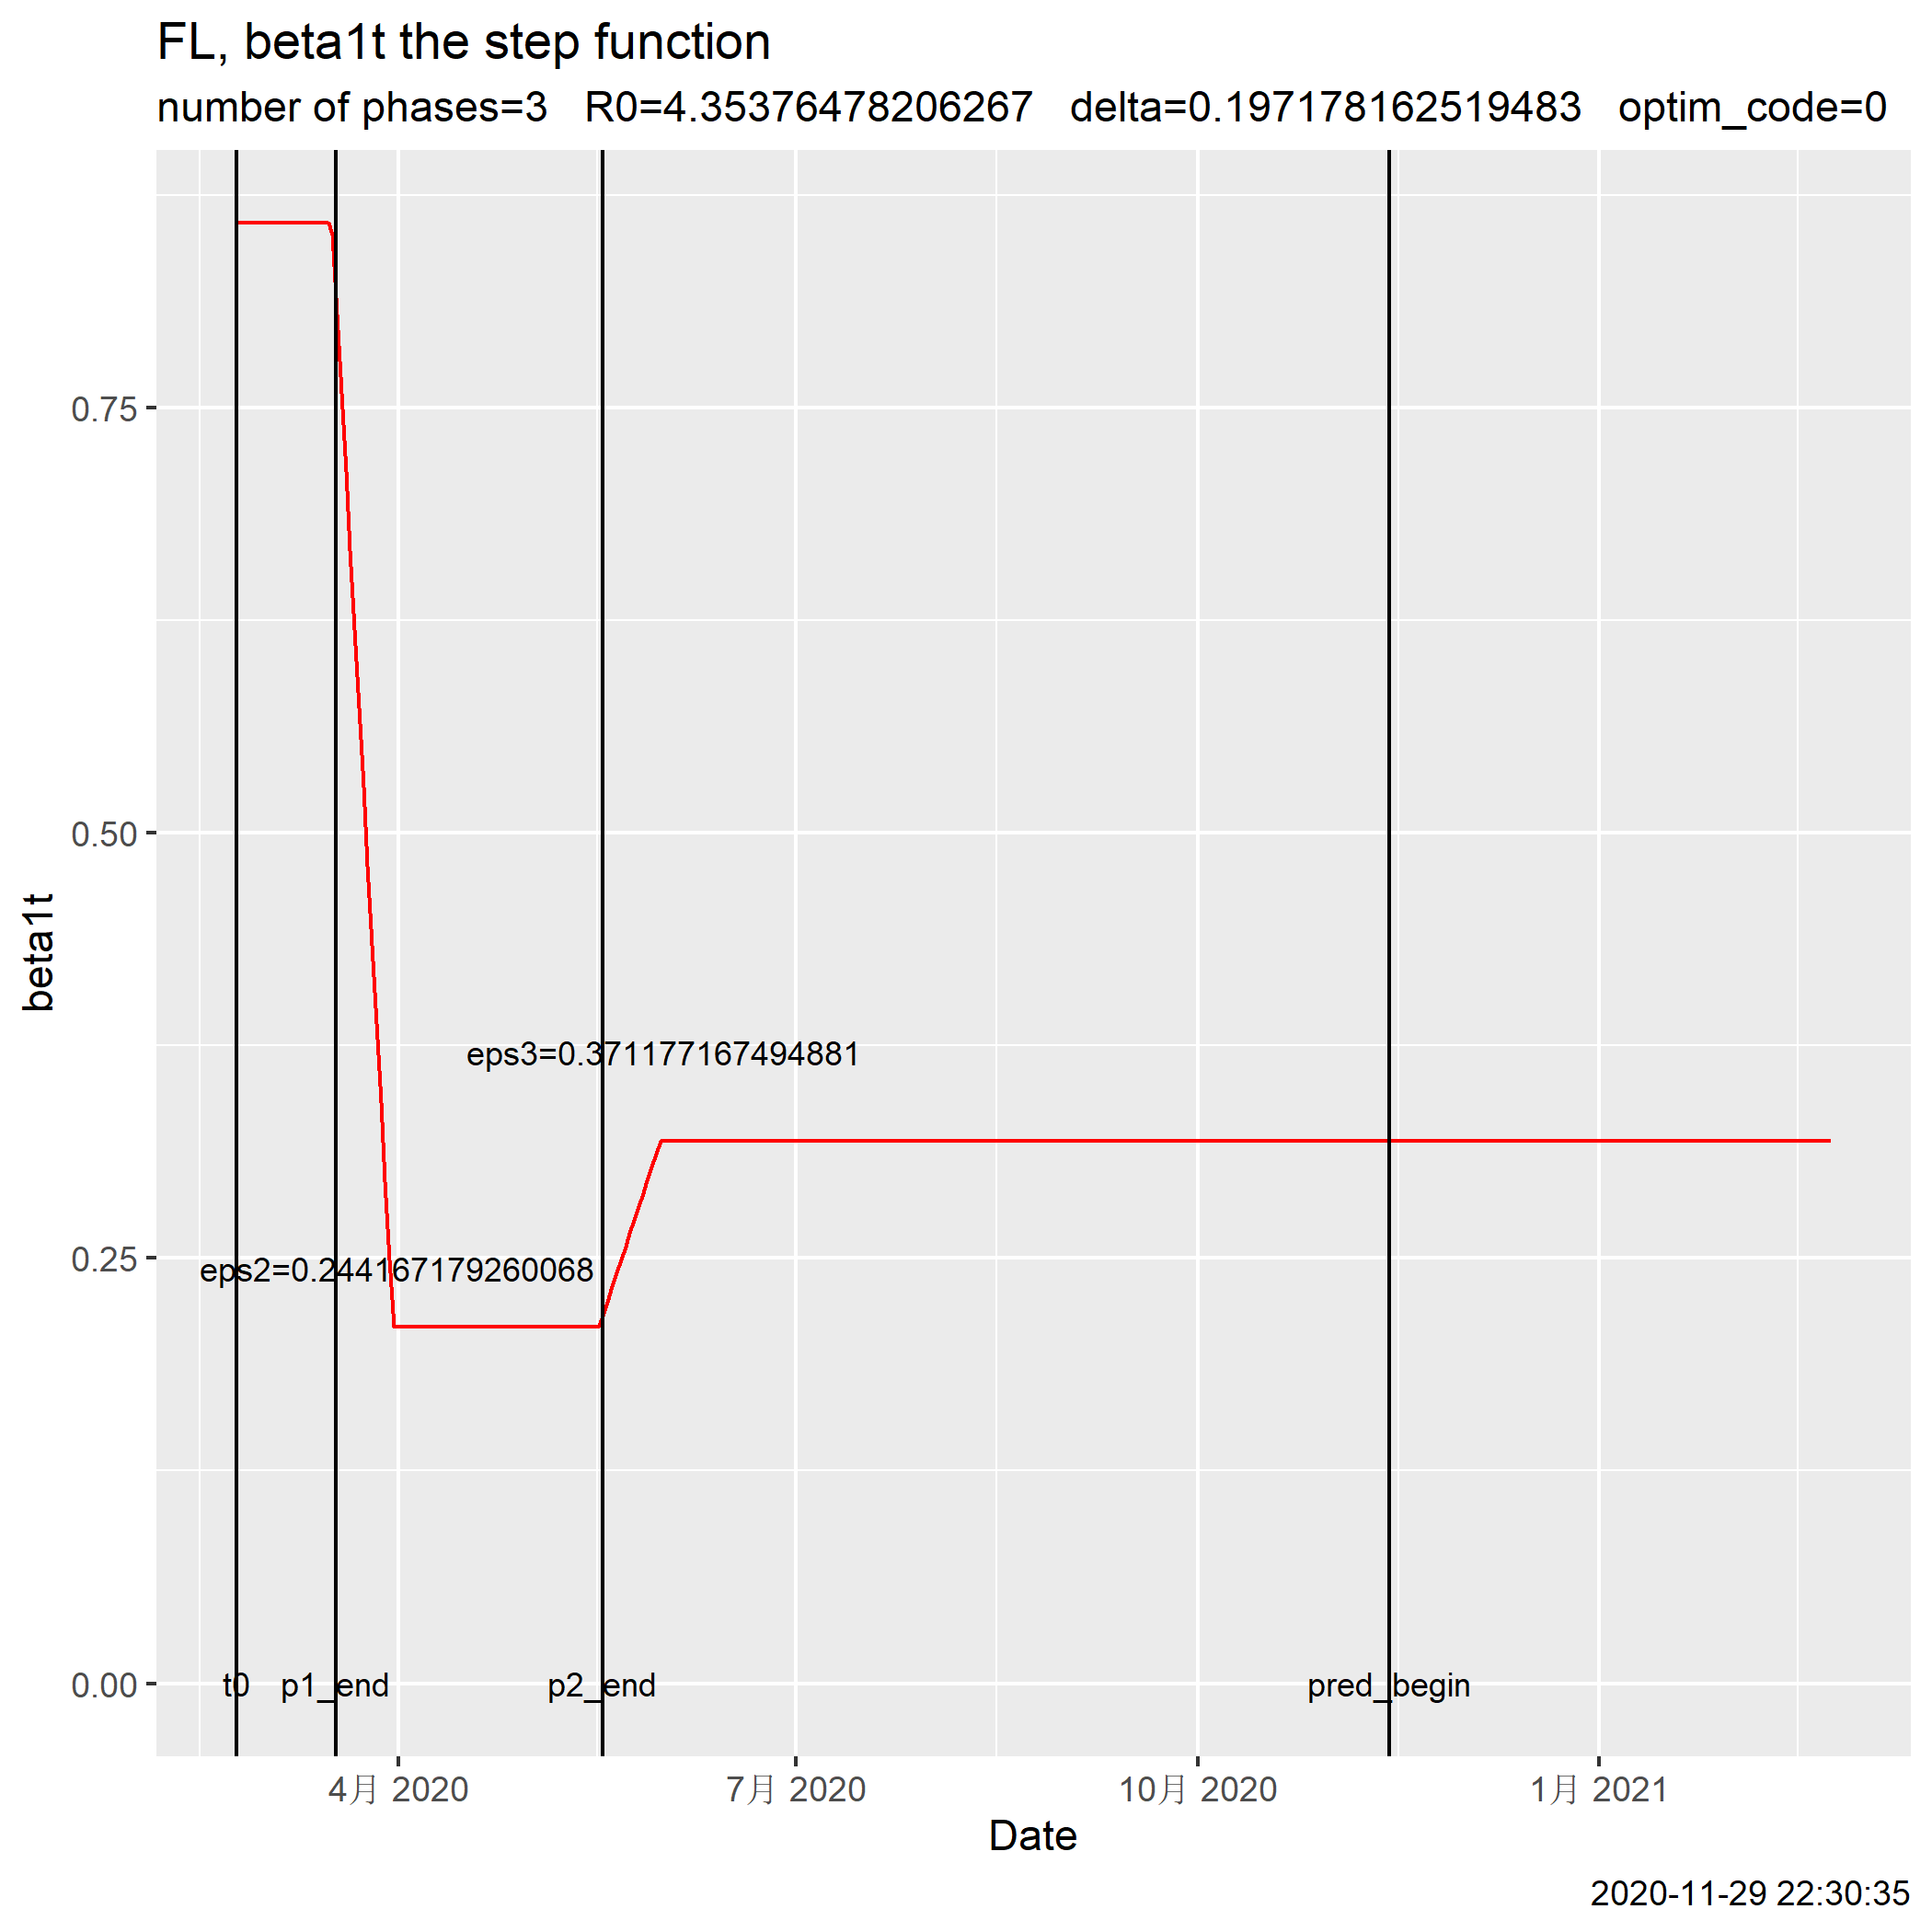 FL, beta1t the step function
number of phases=3 R0=4.35376478206267 delta=0.197178162519483 optim_code=0
0.75
0.50
beta1t
eps3=0.371177167494881
0.25
eps2=0.244167179260068
0.00
t0
p1_end
p2_end
pred_begin
4月 2020
7月 2020
10月 2020
1月 2021
Date
2020-11-29 22:30:35